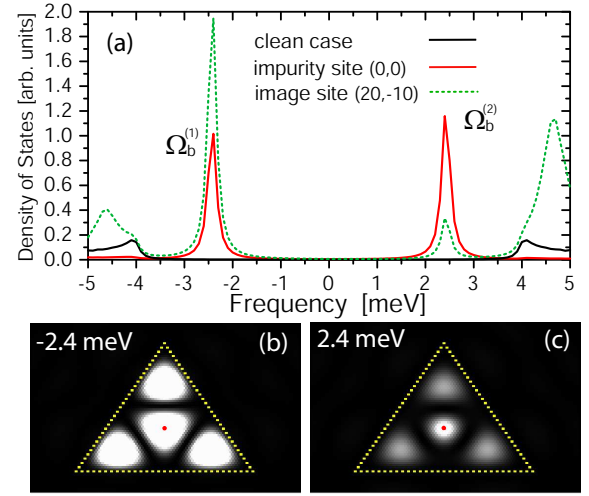 (a)
clean case
impurity site (0,0)
image site (20,-10)
Ωb(1)
Ωb(2)
Density of States [arb. units]
2.0
1.8
1.6
1.4
1.2
1.0
0.8
0.6
0.4
0.2
0.0
-5 -4 -3 -2 -1 0 1 2 3 4 5
Frequency [meV]
-2.4 meV (b)
2.4 meV (c)